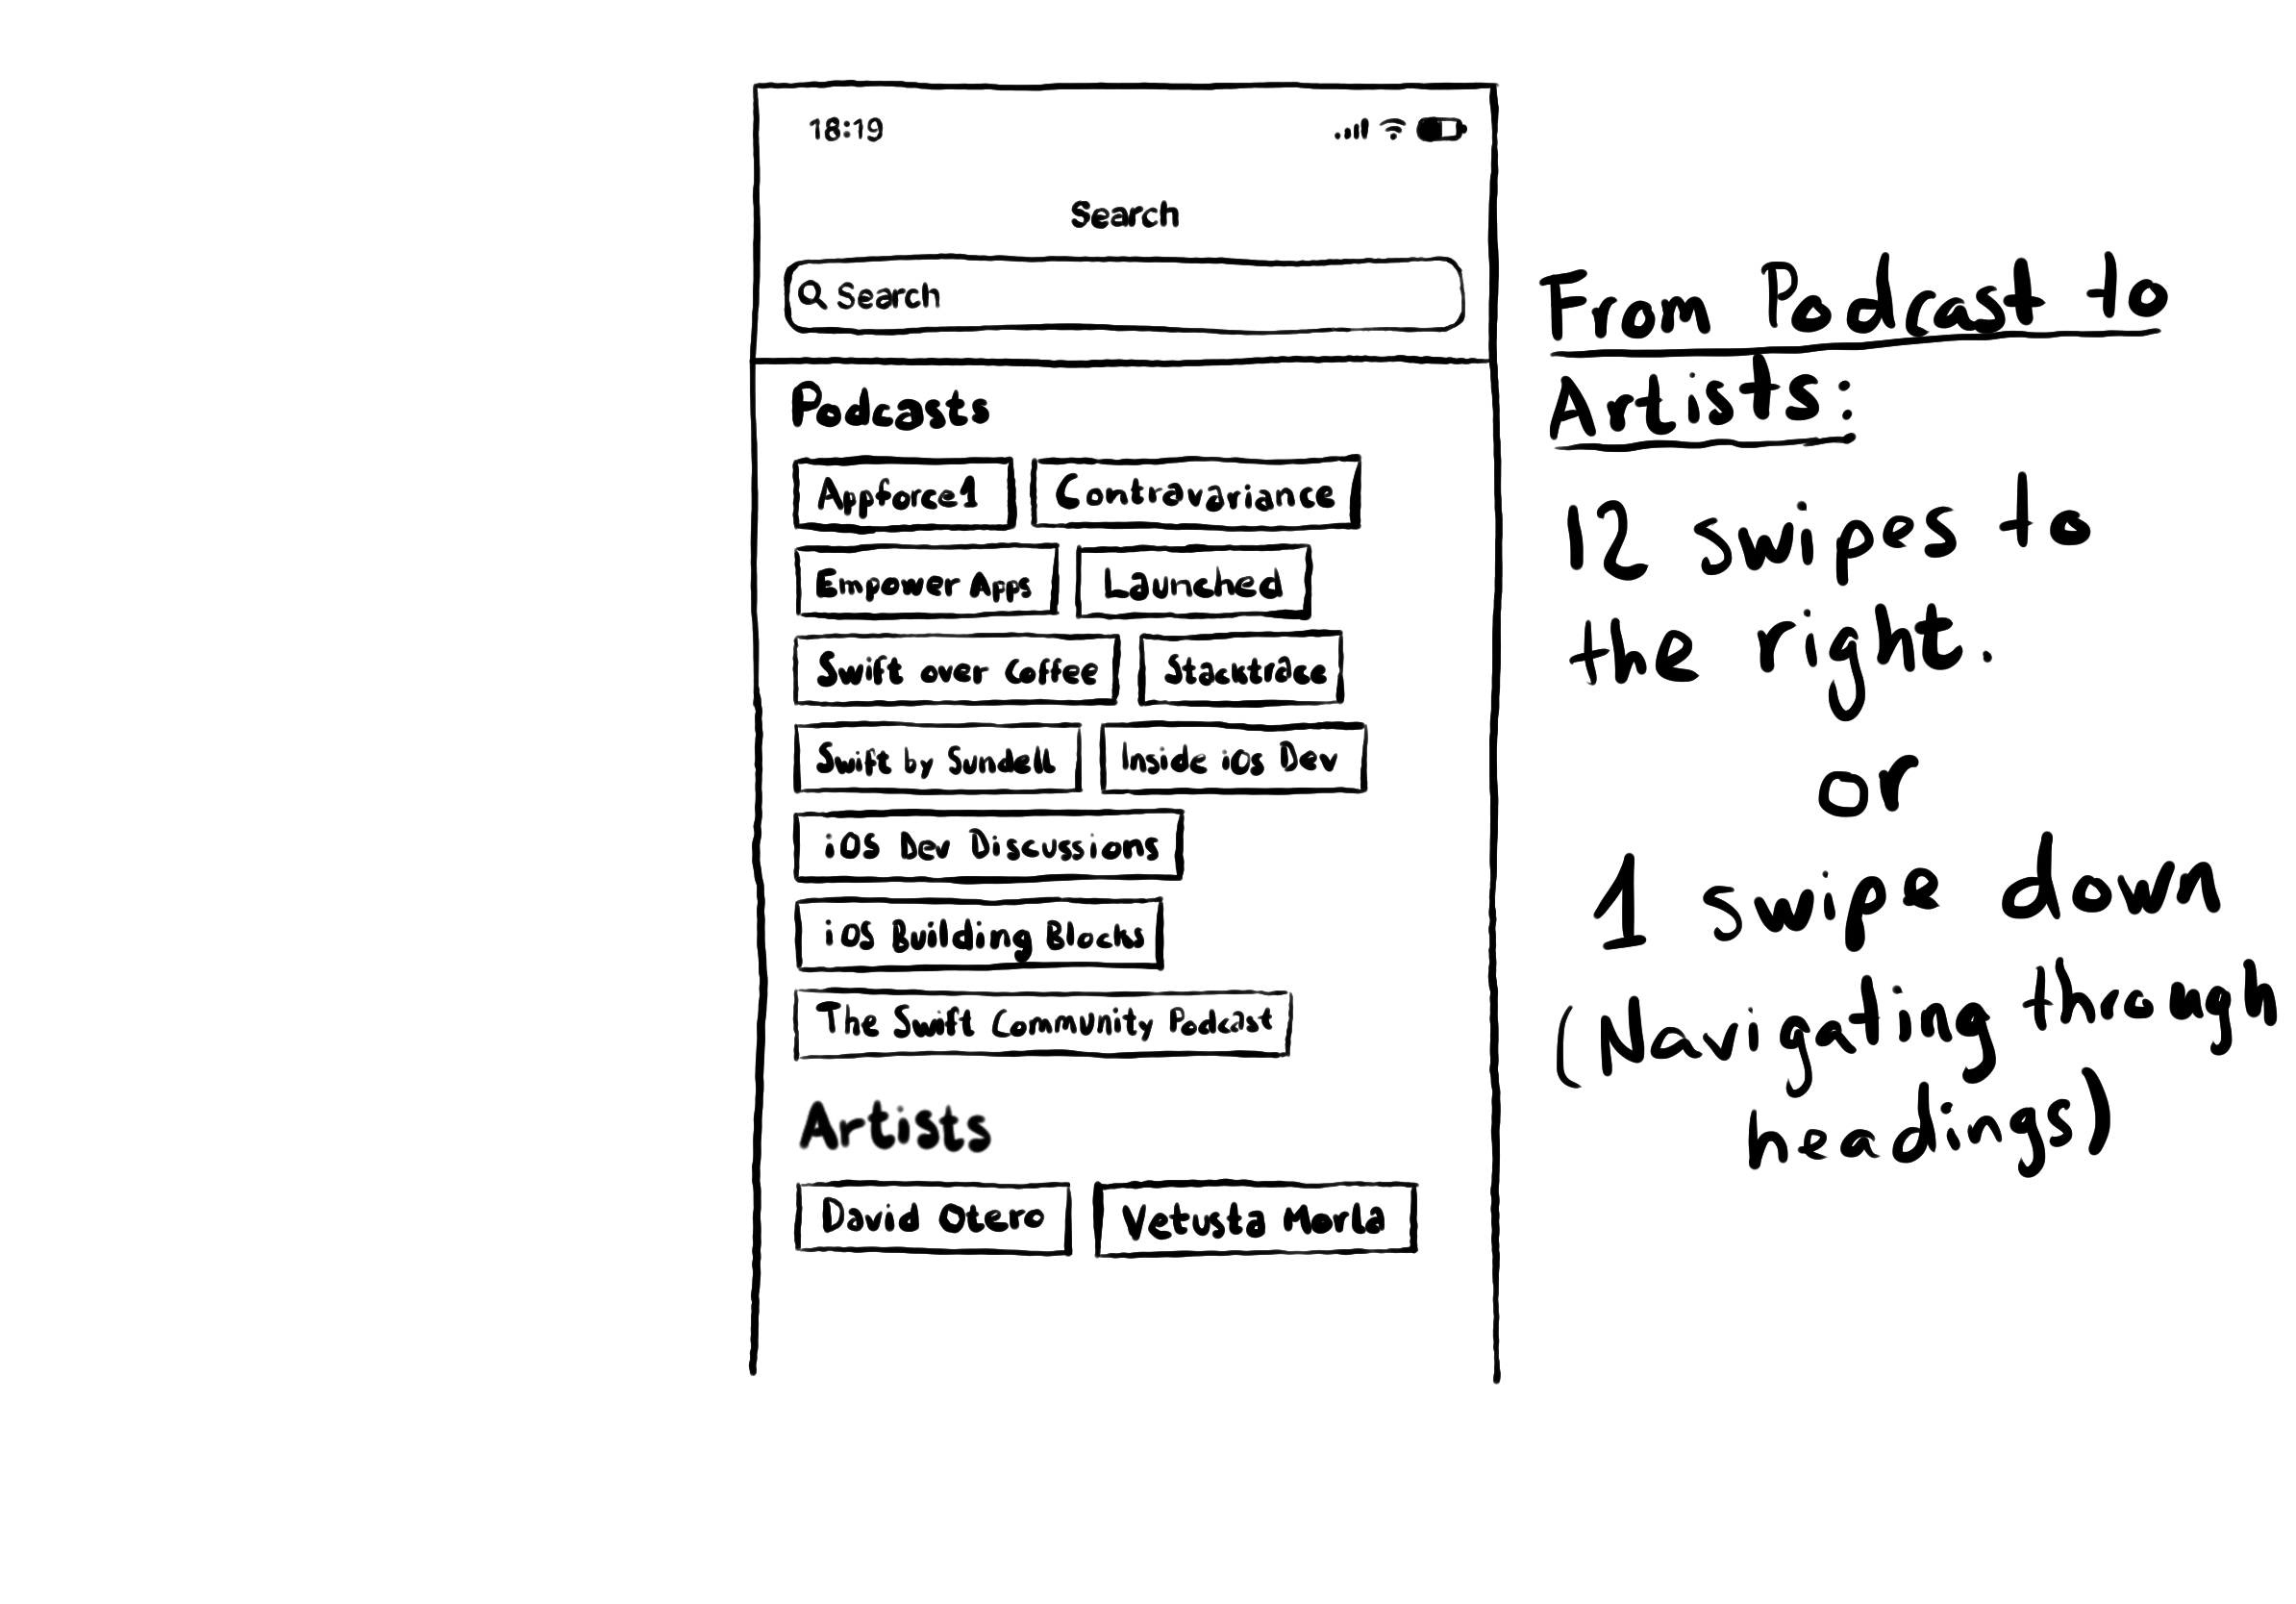 18:19
Search
Search
Podcasts
Appforce1 Contravariance
Empower Apps Launched
Swift over Coffee Stacktrace
Swift by Sundell Inside iOS Dev
iOS Dev Discussions
iOS Building Blocks
The Swift Community Podcast
Artists
David Otero Vetusta Morla
From Podcast to
Artists:
12 swipes to
the right.
or
1 swipe down
(Navigating through
headings)